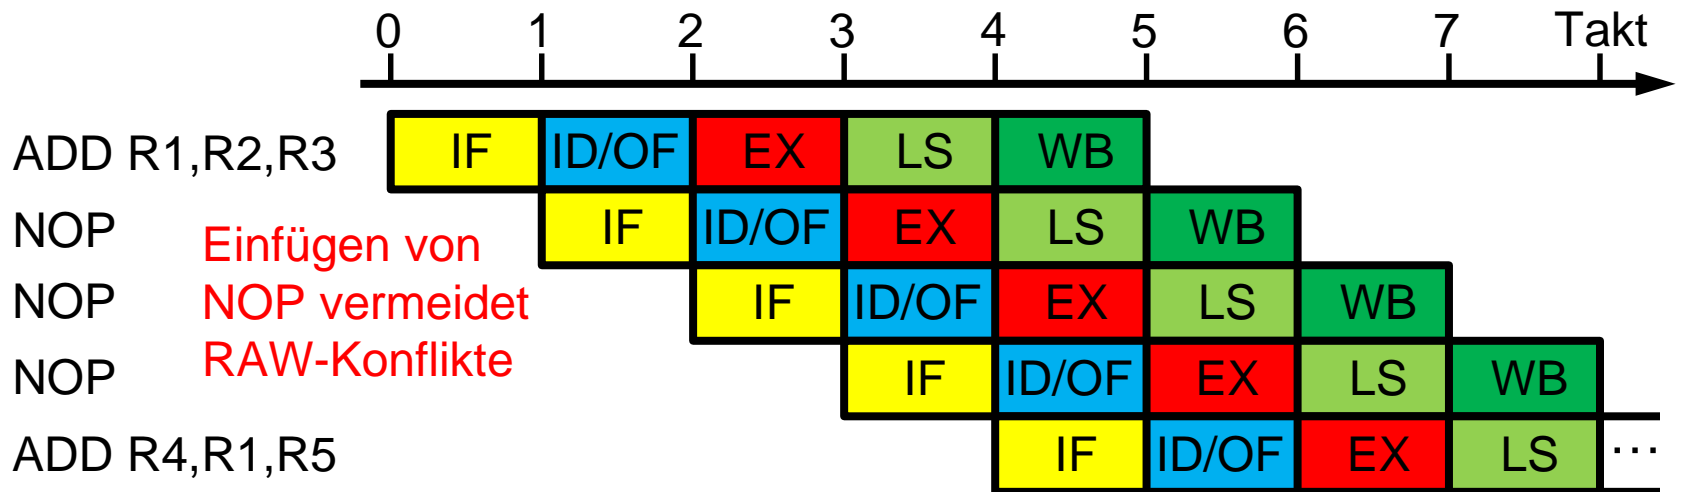 0 1 2 3 4 5 6 7 Takt
ADD R1,R2,R3 IF ID/OF EX LS WB
NOP IF ID/OF EX LS WB
Einfügen von
NOP NOP vermeidet IF ID/OF EX LS WB
RAW-Konflikte
NOP IF ID/OF EX LS WB
ADD R4,R1,R5 IF ID/OF EX LS ...